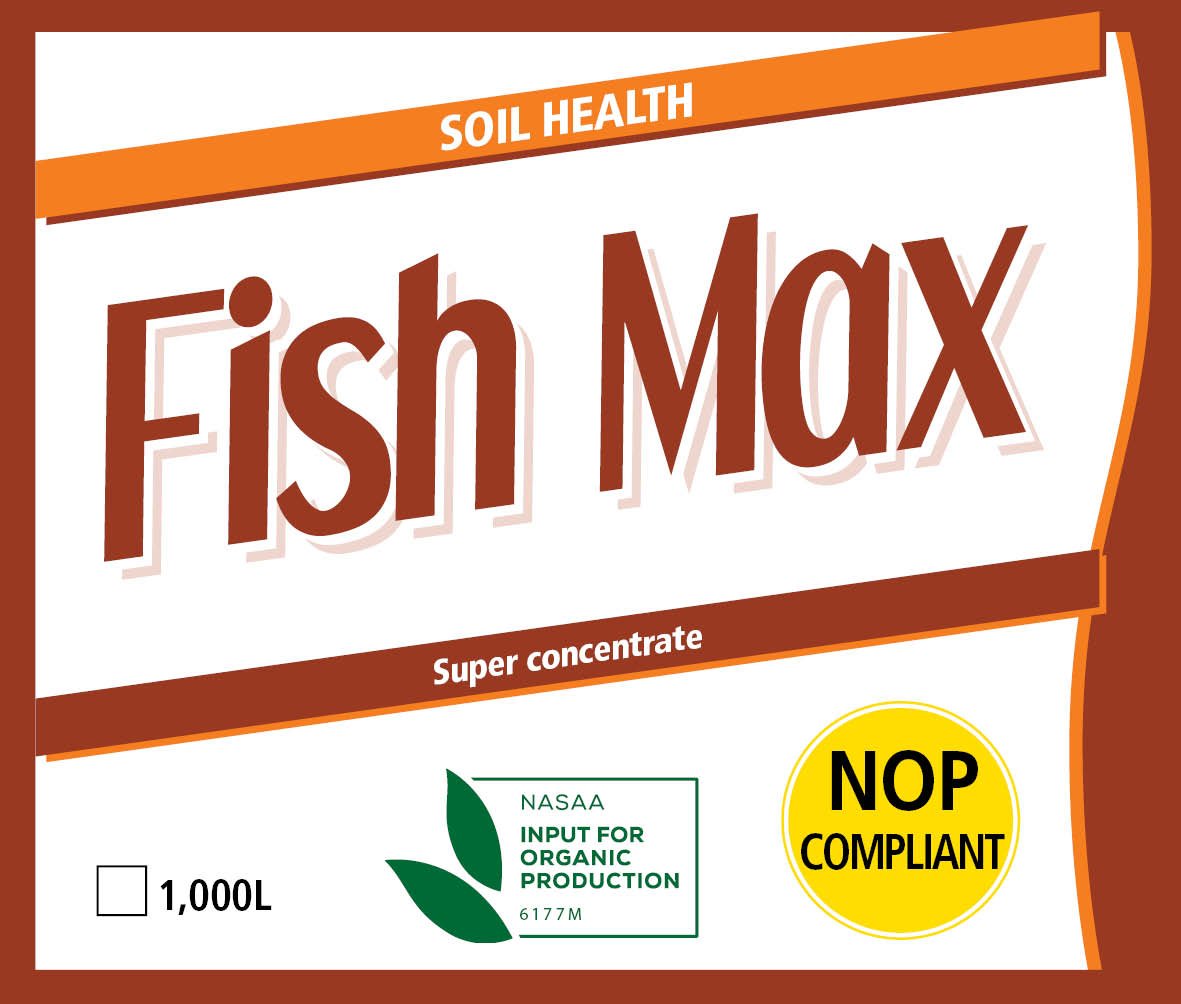 SOIL HEALTH
Fish Max
Super concentrate
1,000L
NASAA
INPUT FOR
ORGANIC
PRODUCTION
6177M
NOP
COMPLIANT